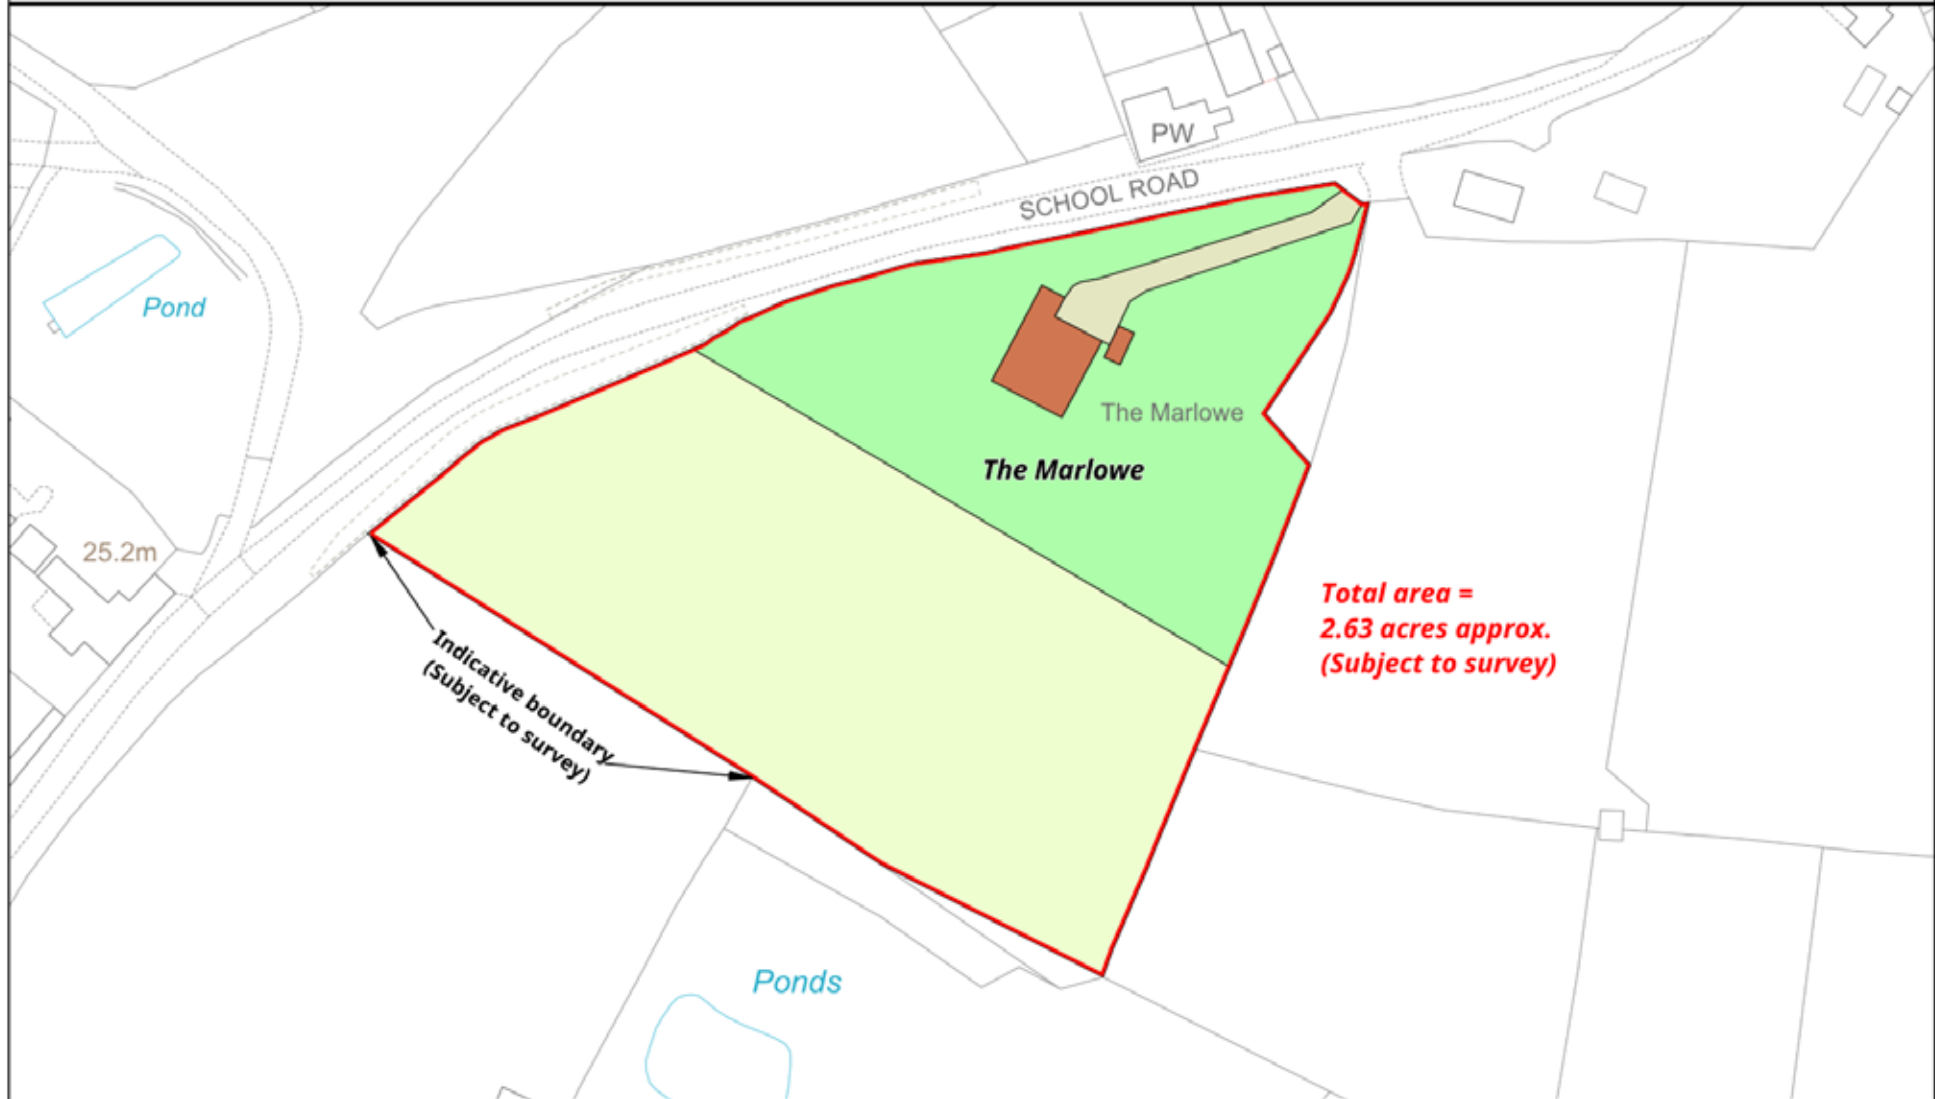 PW
SCHOOL ROAD
Pond
The Marlowe
The Marlowe
25.2m
Total area =
2.63 acres approx.
(Subject to survey)
Indicative boundary
(Subject to survey)
Ponds